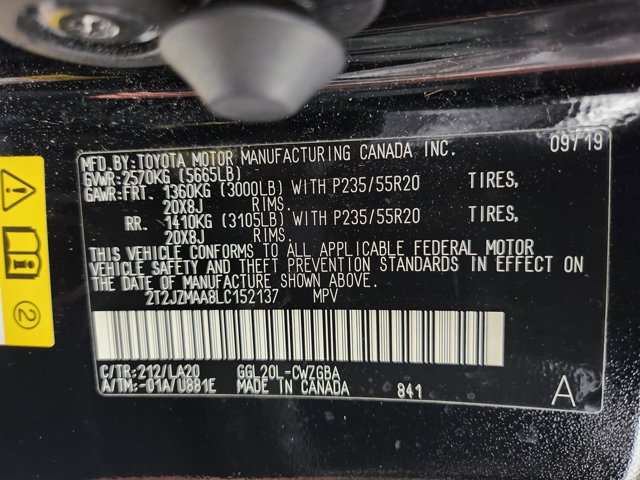 MFD. BY: TOYOTA MOTOR MANUFACTURING CANADA INC. 09/19
GVWR: 2570KG (5665LB)
GAWR: FRT. 1360KG (3000LB) WITH P235/55R20 TIRES,
20X8J RIMS.
RR. 1410KG (3105LB) WITH P235/55R20 TIRES,
20X8J RIMS.
THIS VEHICLE CONFORMS TO ALL APPLICABLE FEDERAL MOTOR
VEHICLE SAFETY AND THEFT PREVENTION STANDARDS IN EFFECT ON
THE DATE OF MANUFACTURE SHOWN ABOVE.
2T2JZMAA8LC152137 MPV
C/TR: 212/LA20 GGL20L-CWZGBA
A/TM: -01A/U881E MADE IN CANADA 841 A
2